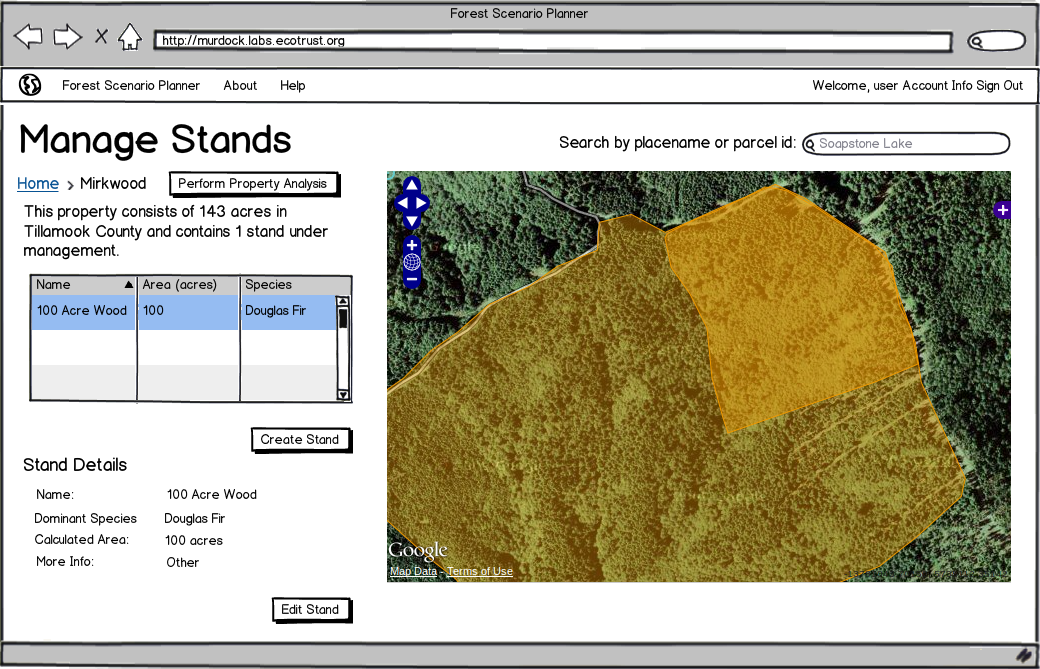 Forest Scenario Planner
http://murdock.labs.ecotrust.org
Forest Scenario Planner About Help Welcome, user Account Info Sign Out
Manage Stands
Search by placename or parcel id: Soapstone Lake
Home > Mirkwood Perform Property Analysis
This property consists of 143 acres in
Tillamook County and contains 1 stand under
management.
Name Area (acres) Species
100 Acre Wood 100 Douglas Fir
Create Stand
Stand Details
Name: 100 Acre Wood
Dominant Species Douglas Fir
Calculated Area: 100 acres
More Info: Other
Edit Stand
Google
Map Data - Terms of Use